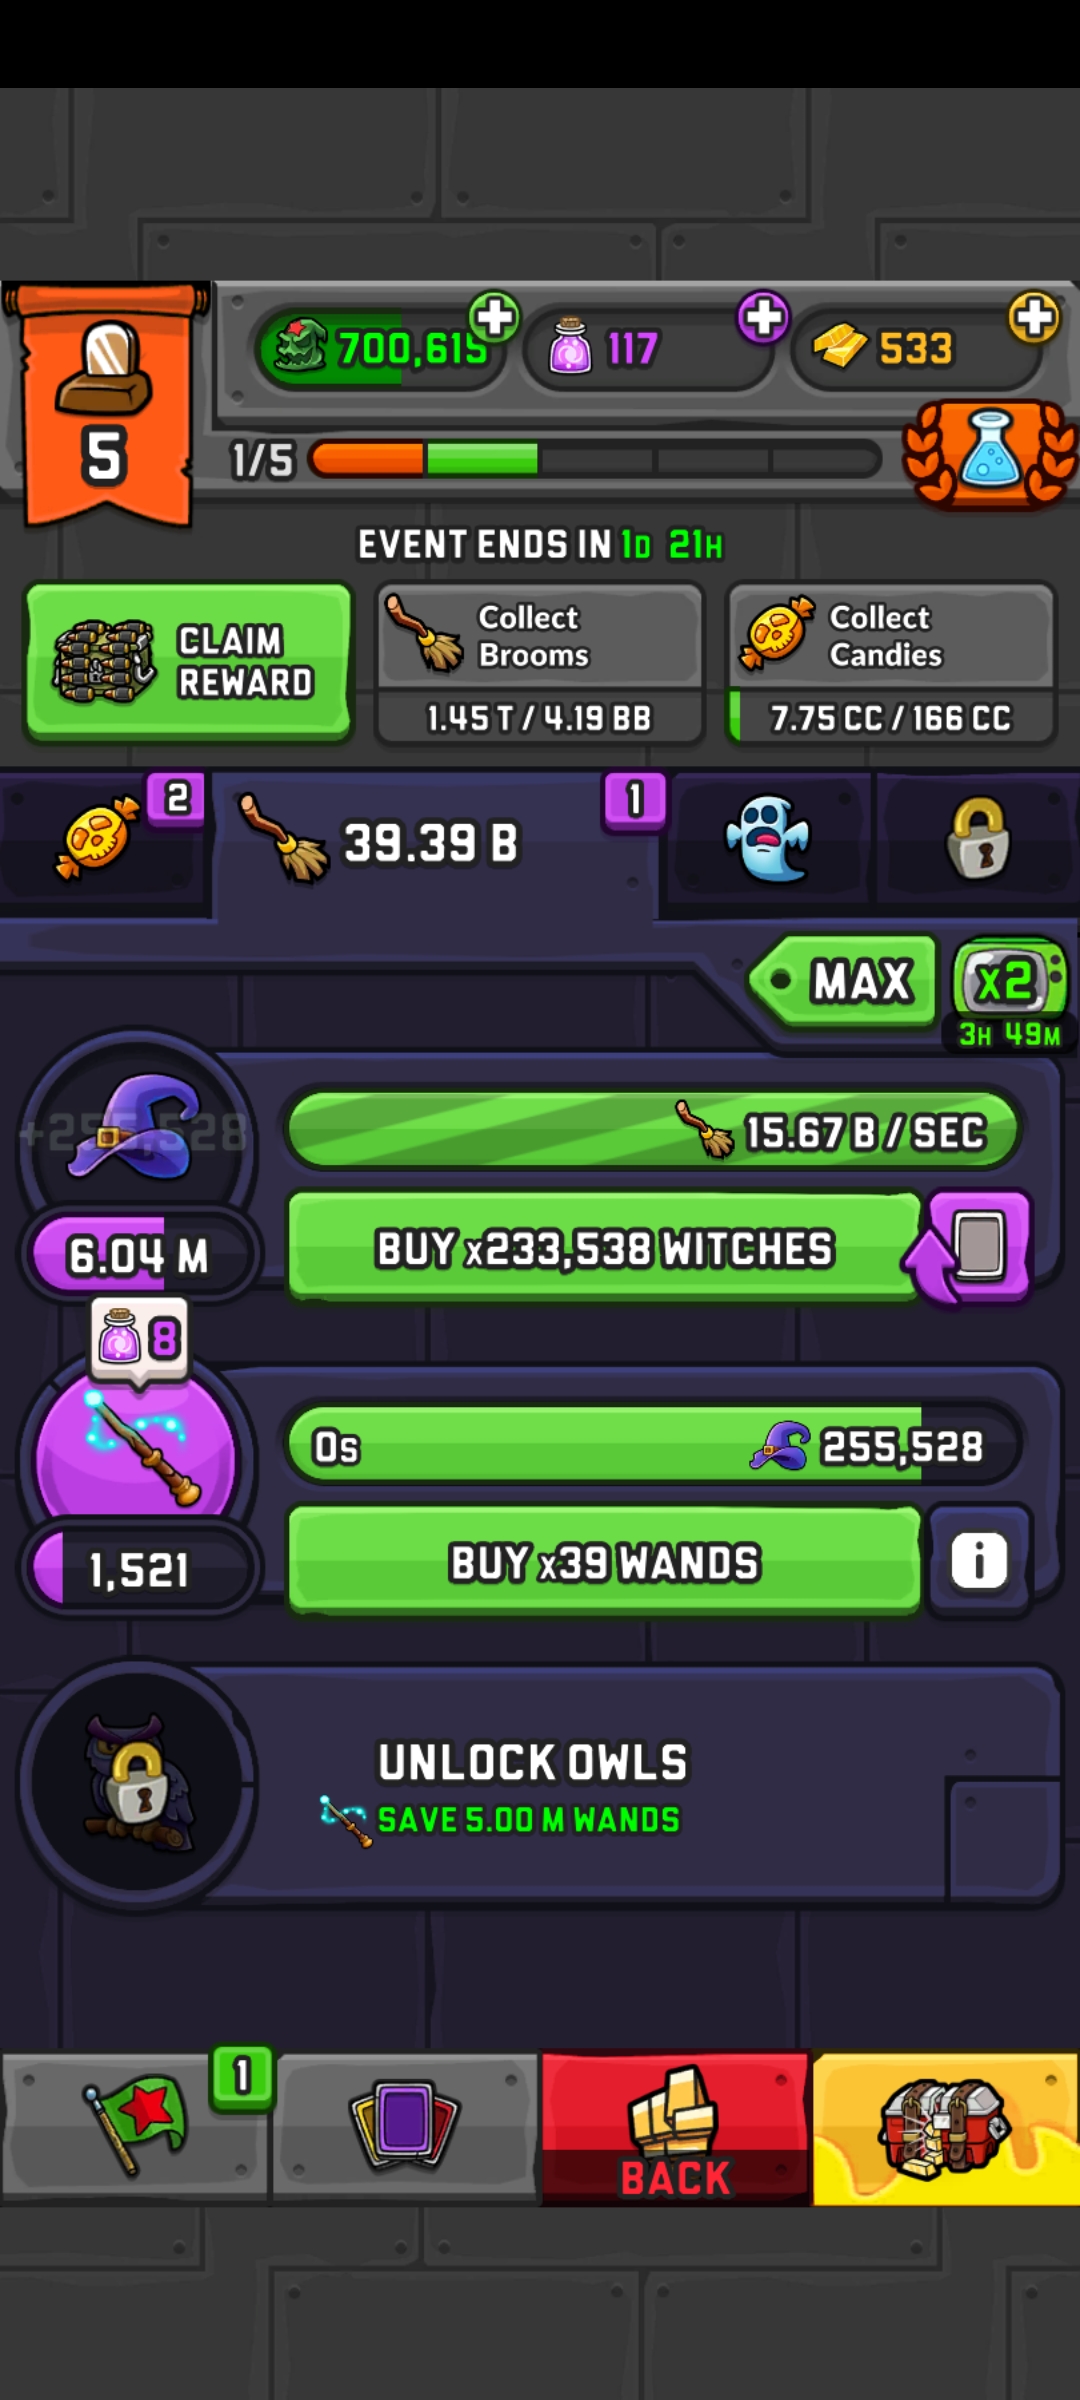 700,615
117
533
5
1/5
EVENT ENDS IN 1D 21H
CLAIM
REWARD
Collect
Brooms
1.45 T / 4.19 BB
Collect
Candies
7.75 CC / 166 CC
2
39.39 B
1
MAX
x2
3H 49M
+255,528
15.67 B / SEC
6.04 M
BUY x233,538 WITCHES
8
0s
255,528
1,521
BUY x39 WANDS
i
UNLOCK OWLS
SAVE 5.00 M WANDS
1
BACK